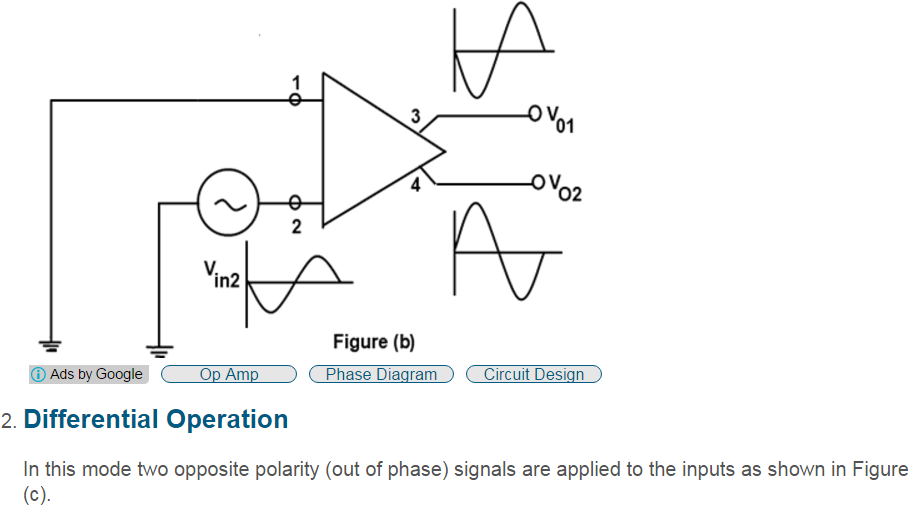 1
3
V01
4
V02
2
Vin2
Figure (b)
Ads by Google
Op Amp
Phase Diagram
Circuit Design
2. Differential Operation
In this mode two opposite polarity (out of phase) signals are applied to the inputs as shown in Figure
(c).